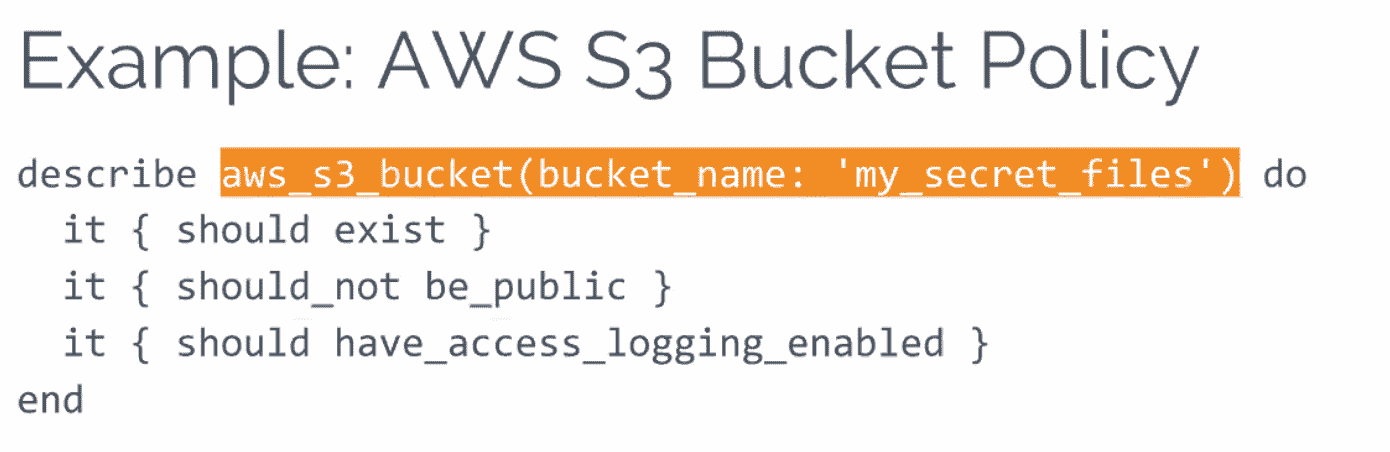 Example: AWS S3 Bucket Policy
describe aws_s3_bucket(bucket_name: 'my_secret_files') do
  it { should exist }
  it { should_not be_public }
  it { should have_access_logging_enabled }
end